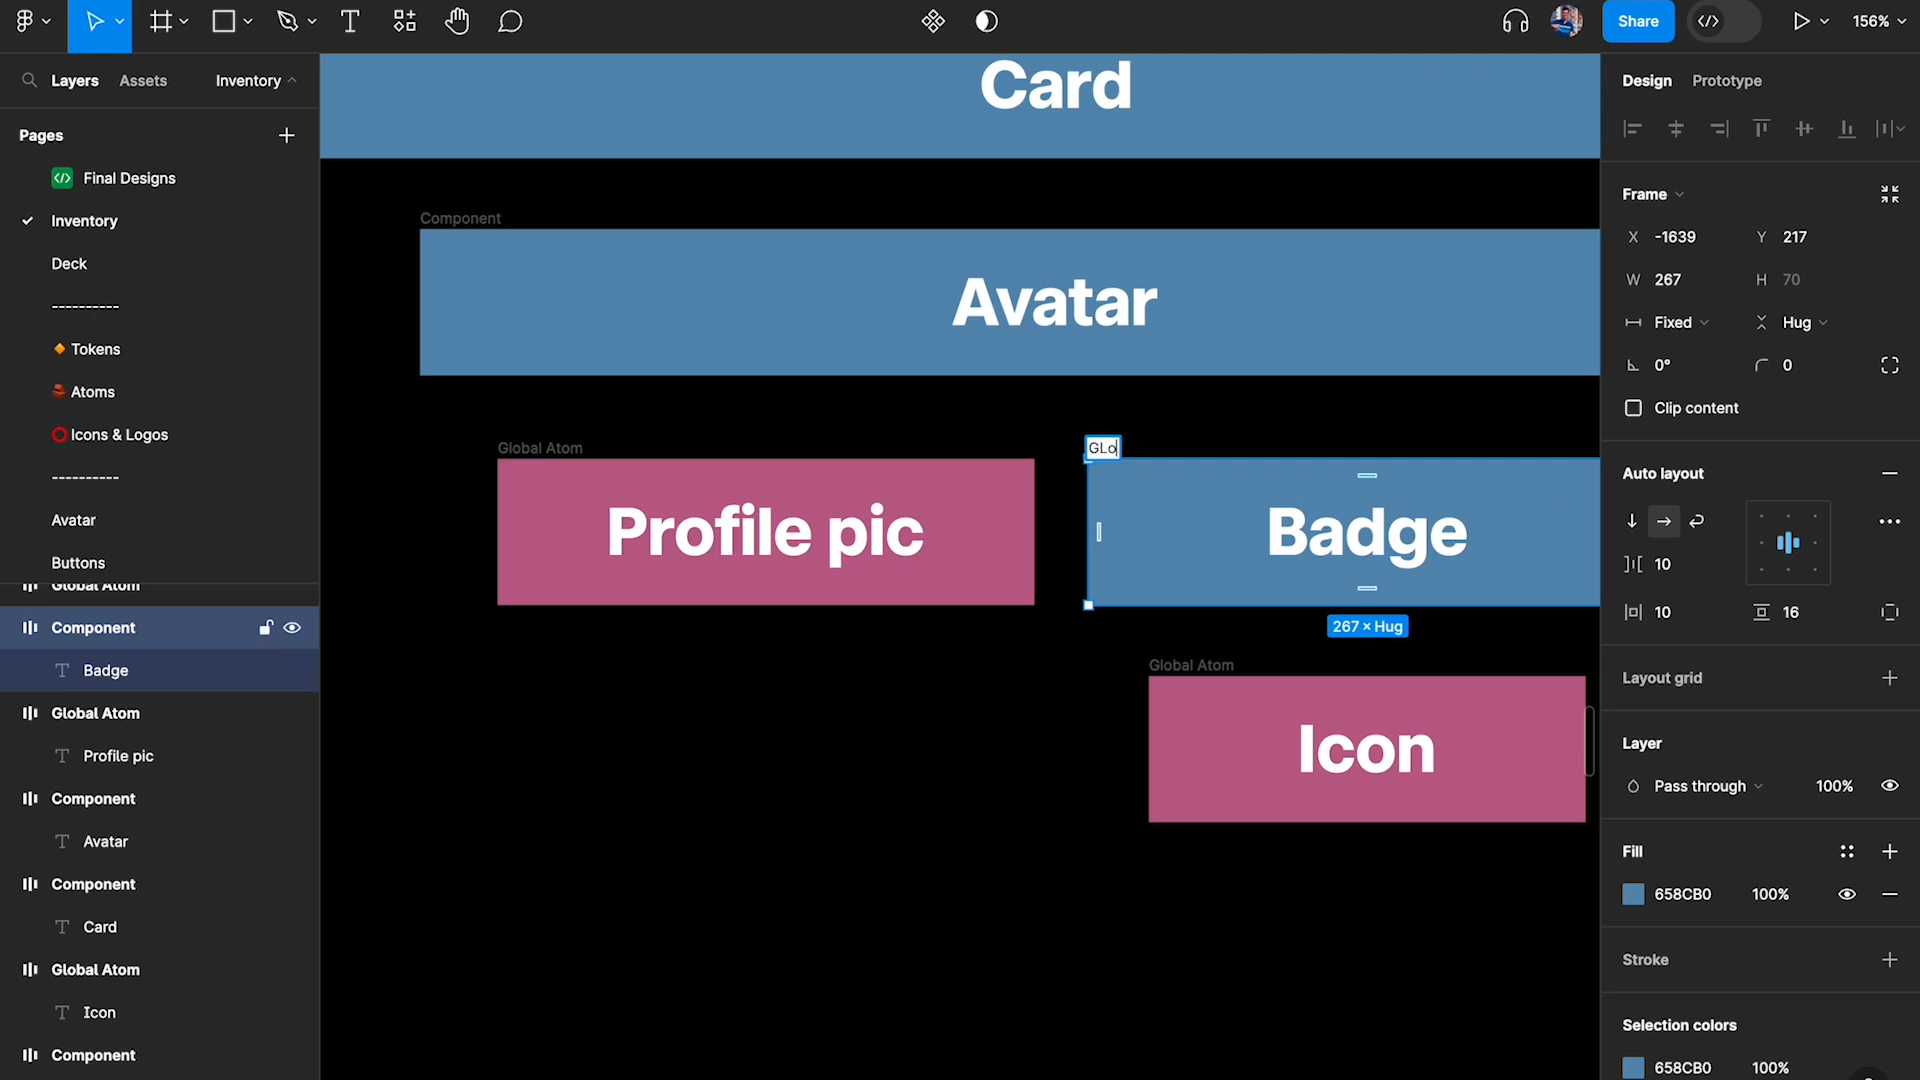 Share
156%
Layers
Assets
Inventory
Pages
Final Designs
Inventory
Deck
----------
Tokens
Atoms
Icons & Logos
----------
Avatar
Buttons
Global Atom
Component
Badge
Global Atom
Profile pic
Component
Avatar
Component
Card
Global Atom
Icon
Component
Card
Component
Avatar
Global Atom
Profile pic
GLo
Badge
267 × Hug
Global Atom
Icon
Design
Prototype
Frame
X -1639
Y 217
W 267
H 70
Fixed
Hug
0°
0
Clip content
Auto layout
10
10
16
Layout grid
Layer
Pass through
100%
Fill
658CB0
100%
Stroke
Selection colors
658CB0
100%